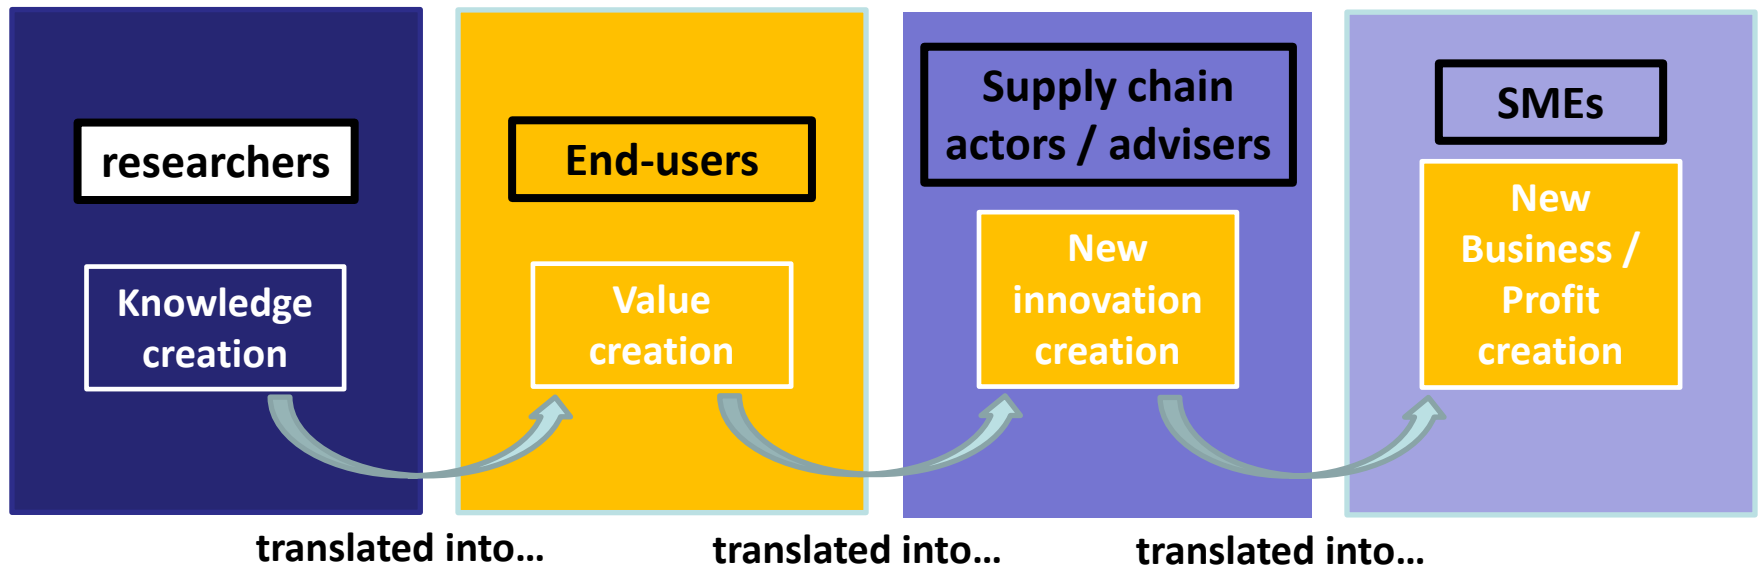 researchers
Knowledge
creation
End-users
Value
creation
Supply chain
actors / advisers
New
innovation
creation
SMEs
New
Business /
Profit
creation
translated into…
translated into…
translated into…